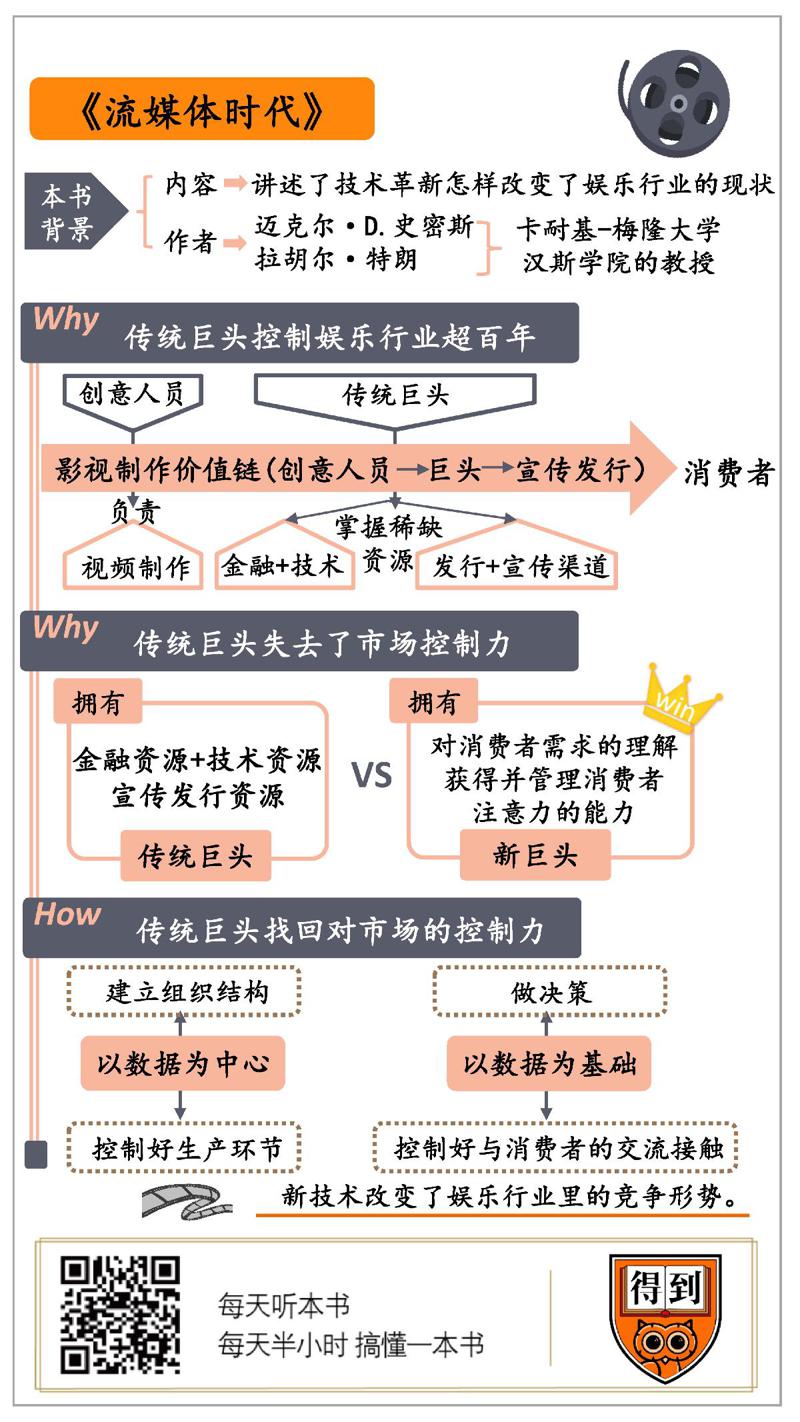 《流媒体时代》
本书
背景
内容
讲述了技术革新怎样改变了娱乐行业的现状
作者
迈克尔·D.史密斯
拉胡尔·特朗
卡耐基-梅隆大学
汉斯学院的教授
Why
传统巨头控制娱乐行业超百年
创意人员
传统巨头
影视制作价值链(创意人员→巨头→宣传发行)
消费者
负责
掌握稀缺
资源
视频制作
金融+技术
发行+宣传渠道
Why
传统巨头失去了市场控制力
拥有
金融资源+技术资源
宣传发行资源
传统巨头
VS
拥有
win
对消费者需求的理解
获得并管理消费者
注意力的能力
新巨头
How
传统巨头找回对市场的控制力
建立组织结构
做决策
以数据为中心
以数据为基础
控制好生产环节
控制好与消费者的交流接触
新技术改变了娱乐行业里的竞争形势。
每天听本书
每天半小时 搞懂一本书
得到